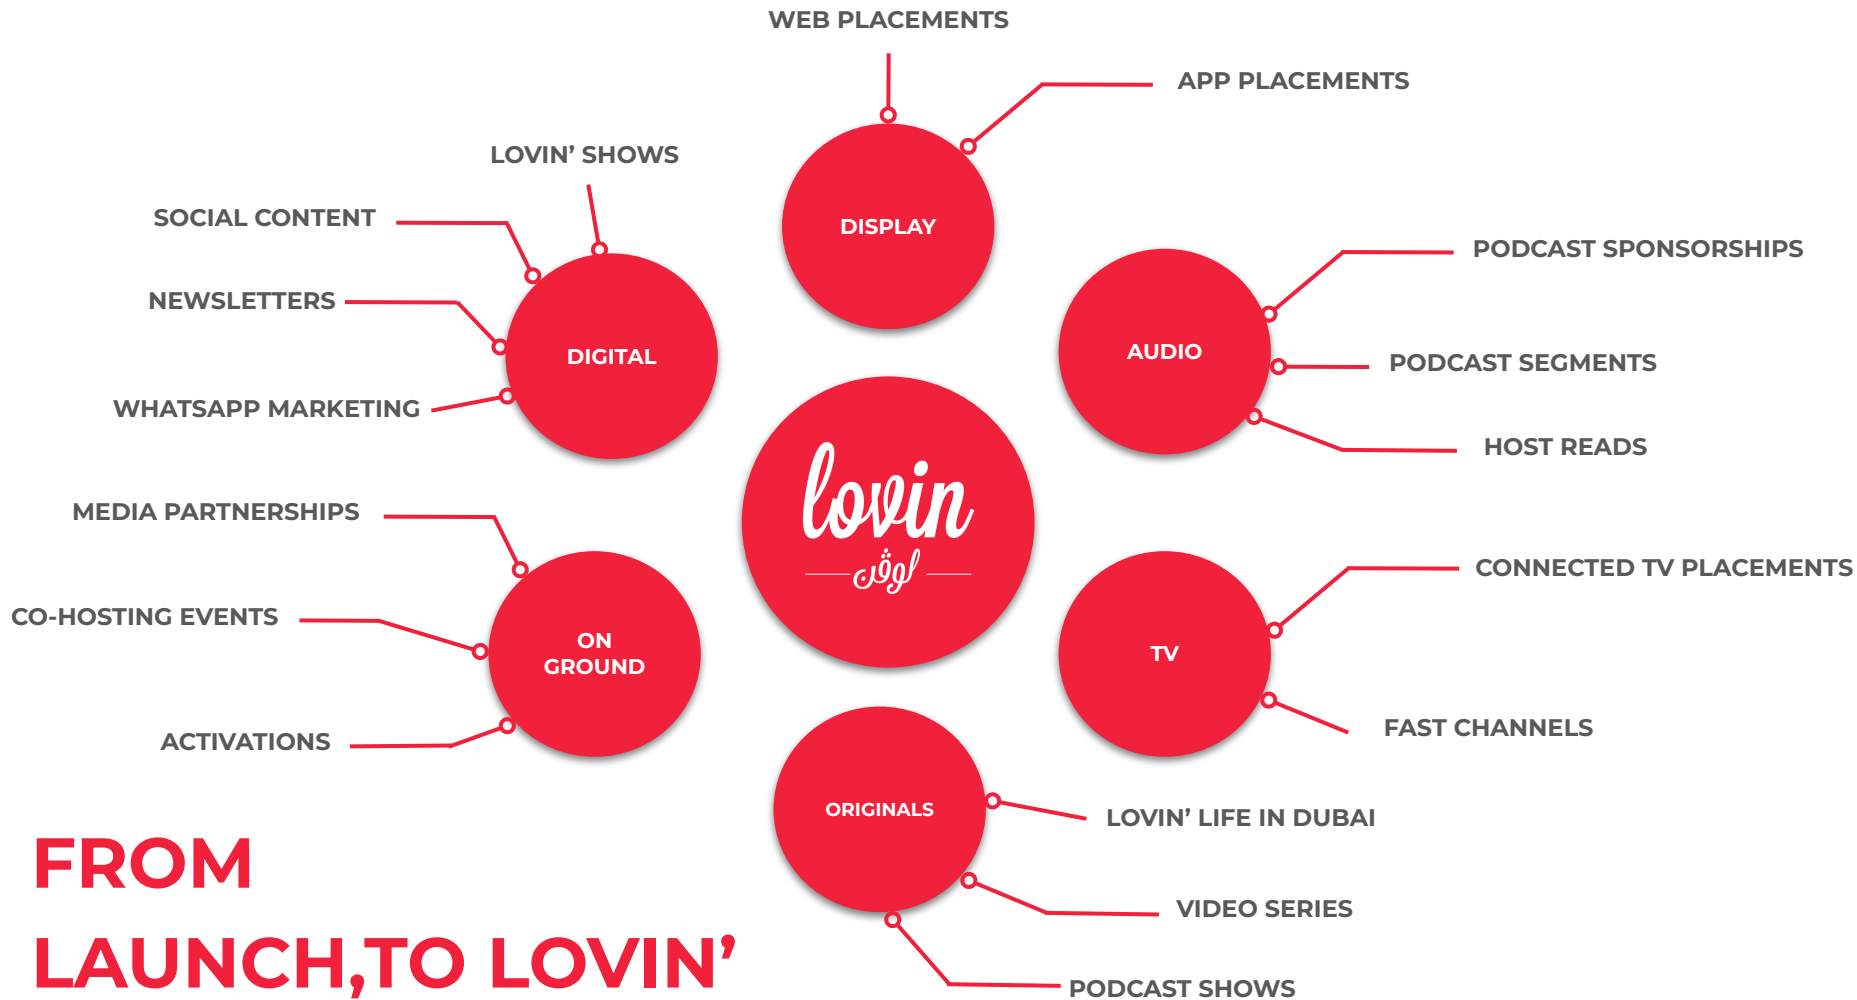 WEB PLACEMENTS
APP PLACEMENTS
DISPLAY
LOVIN’ SHOWS
SOCIAL CONTENT
NEWSLETTERS
WHATSAPP MARKETING
DIGITAL
PODCAST SPONSORSHIPS
PODCAST SEGMENTS
HOST READS
AUDIO
lovin
لوڤن
MEDIA PARTNERSHIPS
CO-HOSTING EVENTS
ACTIVATIONS
ON
GROUND
CONNECTED TV PLACEMENTS
FAST CHANNELS
TV
ORIGINALS
LOVIN’ LIFE IN DUBAI
VIDEO SERIES
PODCAST SHOWS
FROM
LAUNCH,TO LOVIN’